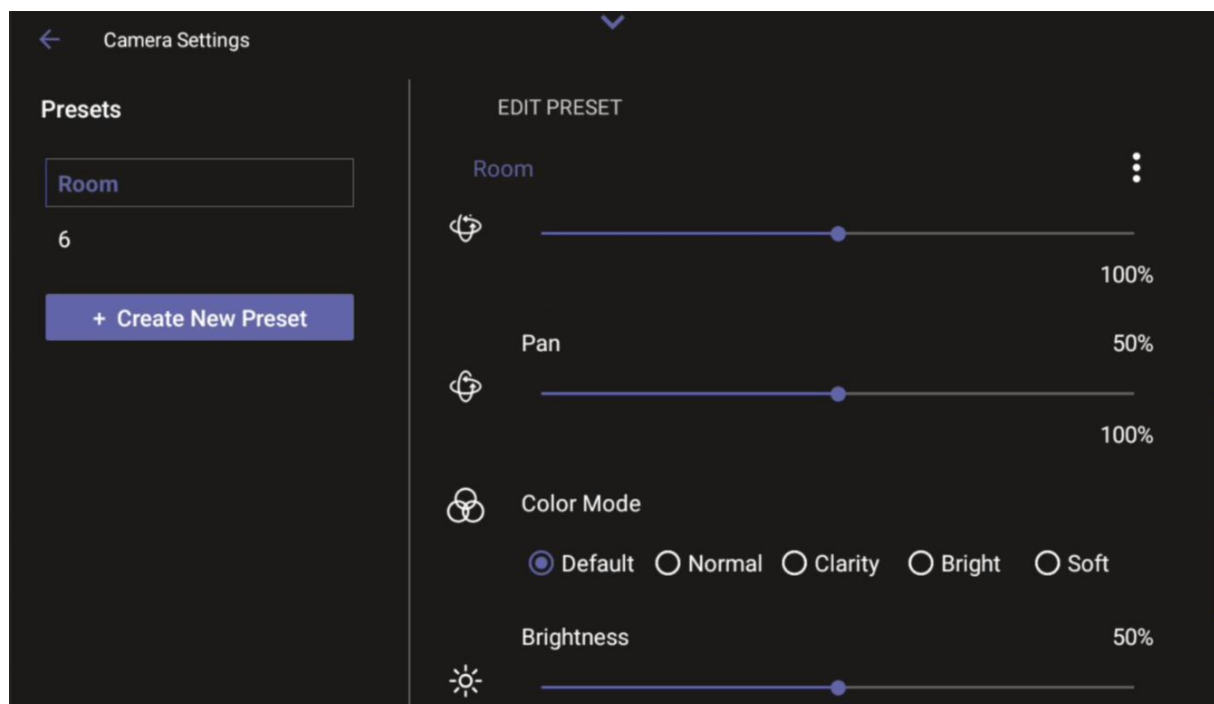 Camera Settings
Presets
Room
6
+ Create New Preset
EDIT PRESET
Room
100%
Pan 50%
100%
Color Mode
Default Normal Clarity Bright Soft
Brightness 50%